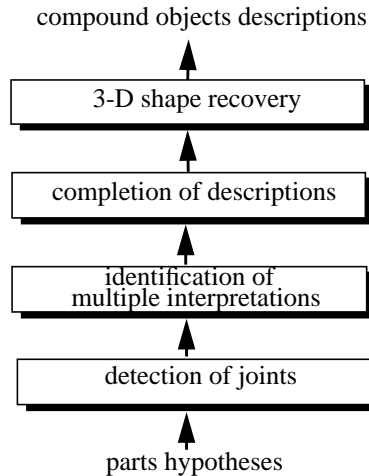 compound objects descriptions
3-D shape recovery
completion of descriptions
identification of
multiple interpretations
detection of joints
parts hypotheses